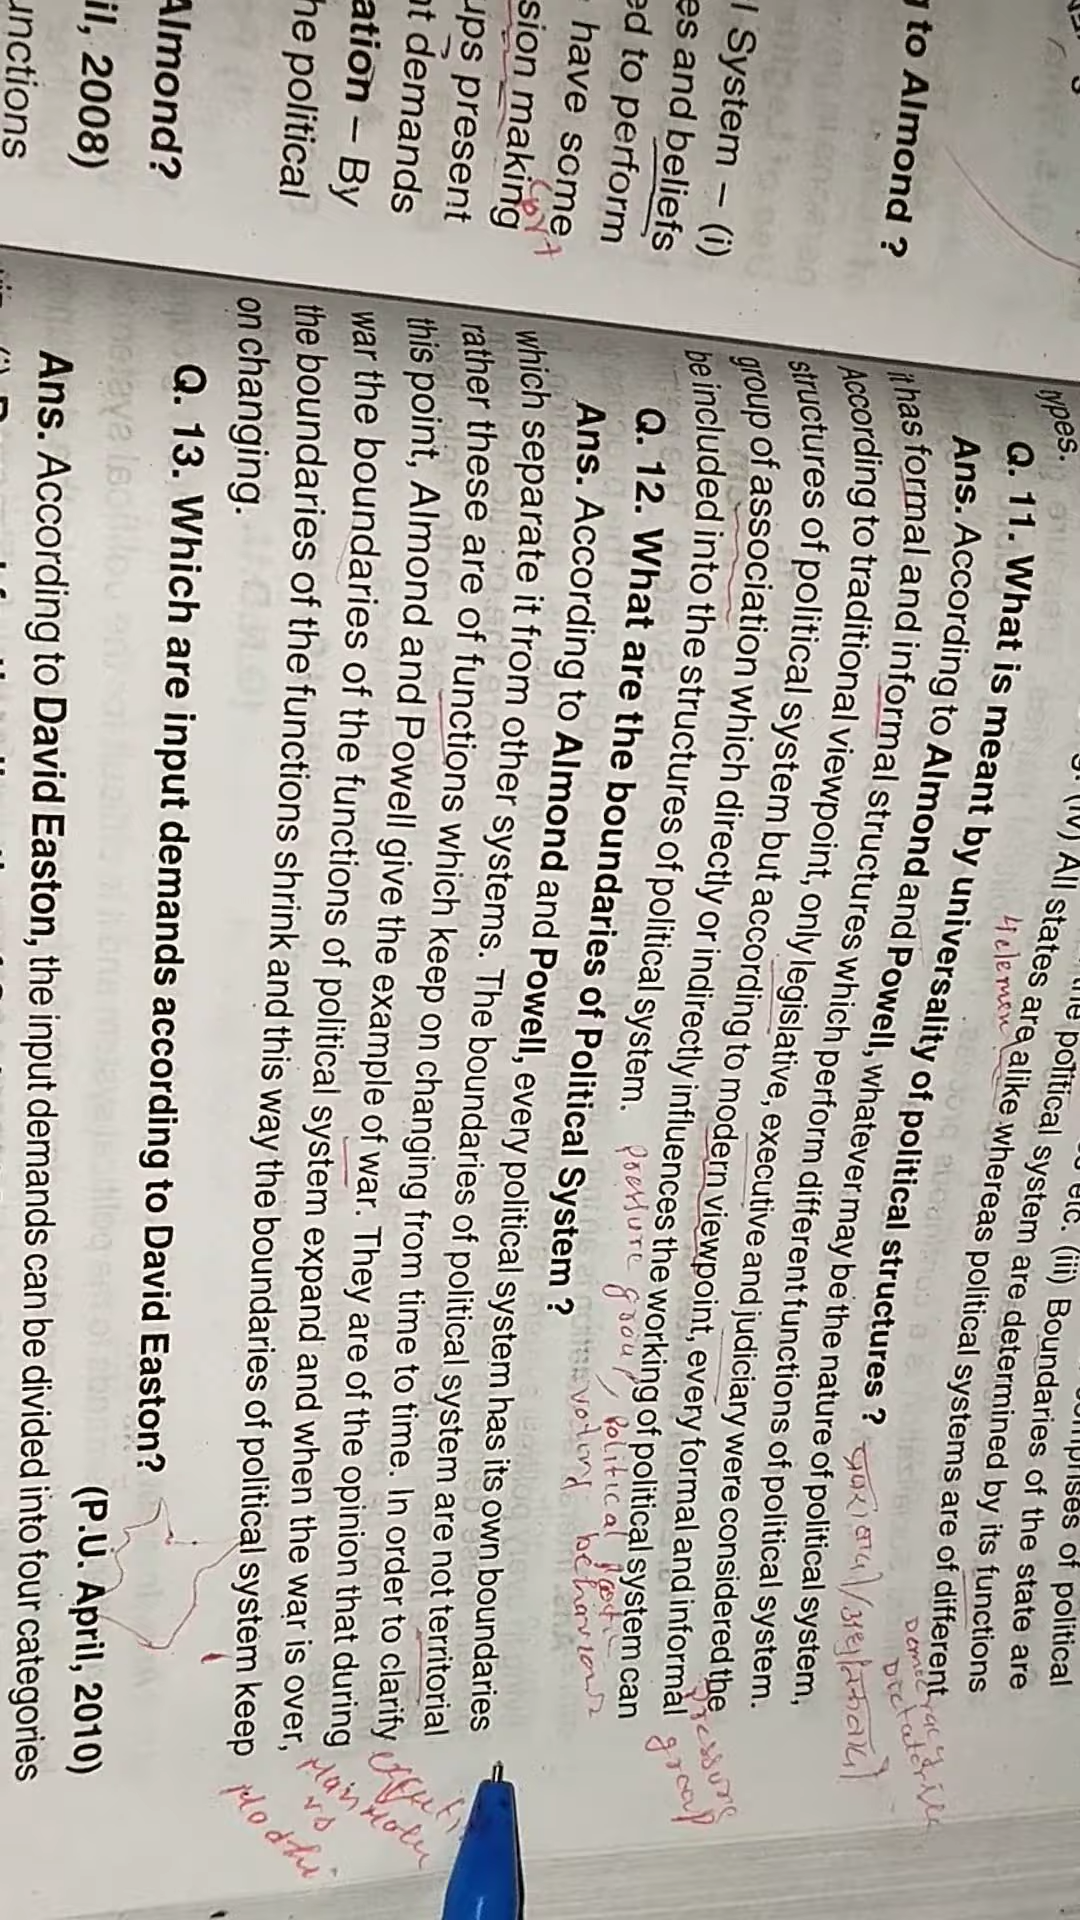 g to Almond ?
l System – (i)
es and beliefs
ed to perform
have some
sion making
ups present
t demands
ation – By
he political
Almond?
il, 2008)
unctions
types. (iv) All states are alike whereas political systems are of different
Q. 11. What is meant by universality of political structures ?
Ans. According to Almond and Powell, whatever may be the nature of political system,
it has formal and informal structures which perform different functions of political system.
According to traditional viewpoint, only legislative, executive and judiciary were considered the
structures of political system but according to modern viewpoint, every formal and informal
group of association which directly or indirectly influences the working of political system can
be included into the structures of political system.
pressure group, Political
voting behaviour
pressure group
Q. 12. What are the boundaries of Political System ?
Ans. According to Almond and Powell, every political system has its own boundaries
which separate it from other systems. The boundaries of political system are not territorial
rather these are of functions which keep on changing from time to time. In order to clarify
this point, Almond and Powell give the example of war. They are of the opinion that during
war the boundaries of the functions of political system expand and when the war is over,
the boundaries of the functions shrink and this way the boundaries of political system keep
on changing.
Q. 13. Which are input demands according to David Easton?
(P.U. April, 2010)
Ans. According to David Easton, the input demands can be divided into four categories